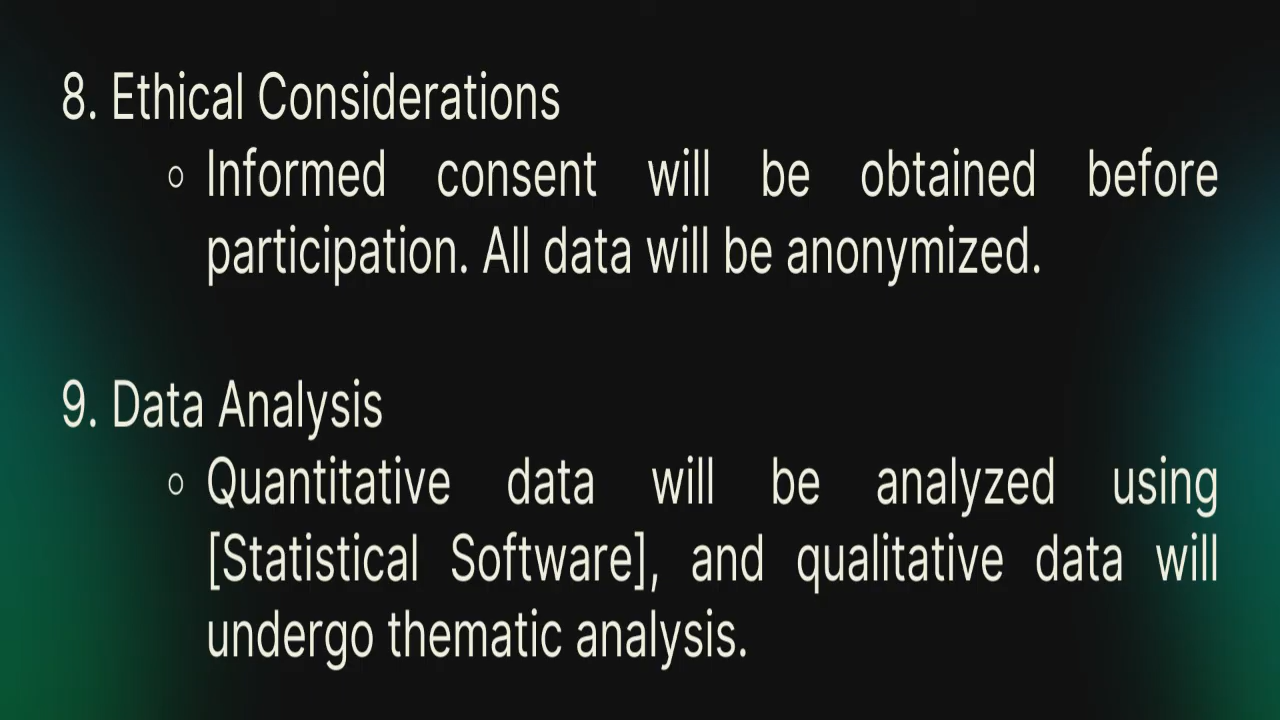 8. Ethical Considerations
◦ Informed consent will be obtained before
participation. All data will be anonymized.
9. Data Analysis
◦ Quantitative data will be analyzed using
[Statistical Software], and qualitative data will
undergo thematic analysis.